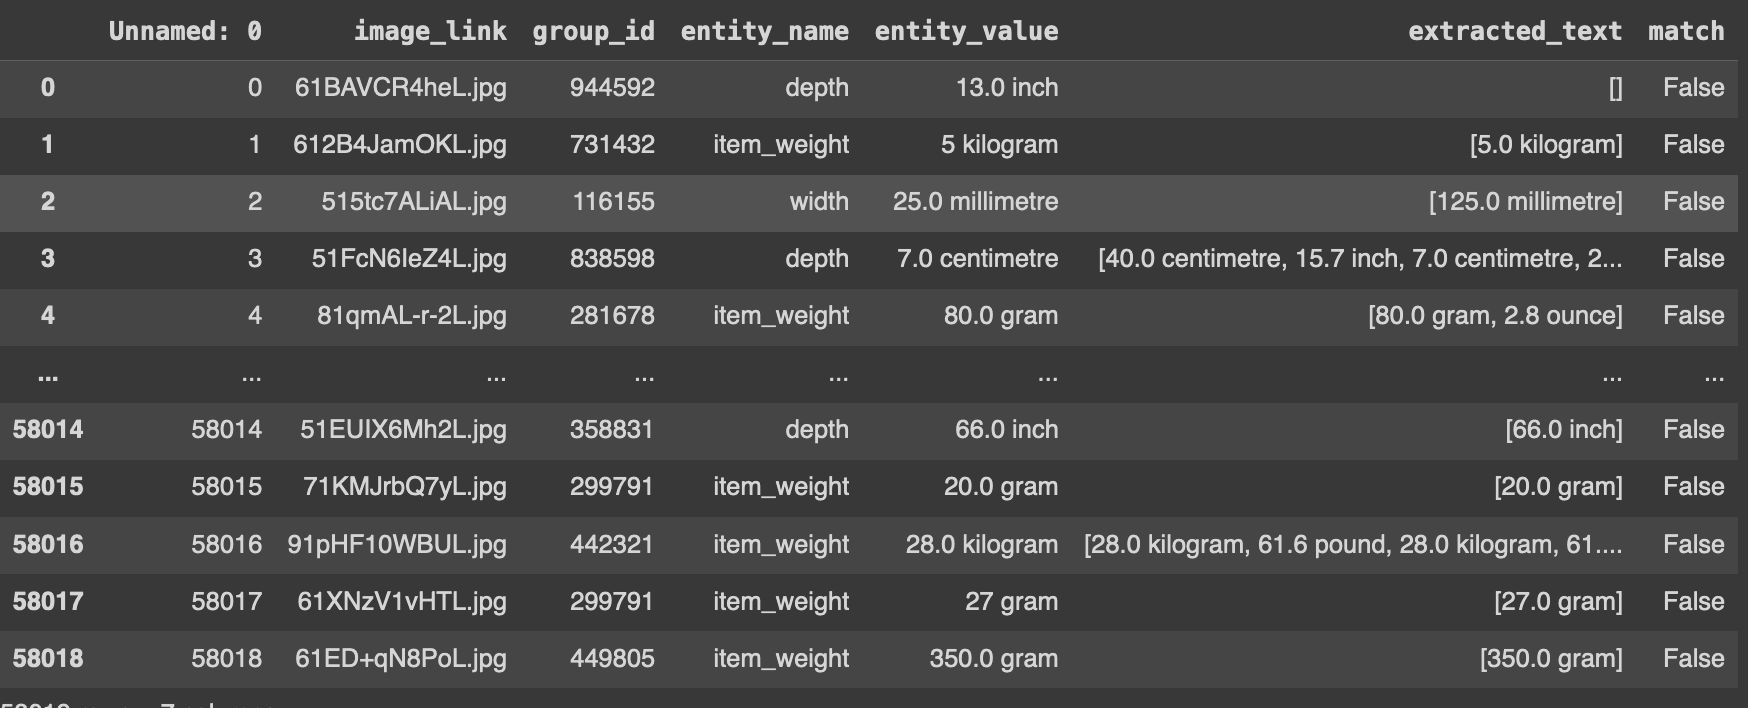 Unnamed: 0 image_link group_id entity_name entity_value extracted_text match
0 0 61BAVCR4heL.jpg 944592 depth 13.0 inch [] False
1 1 612B4JamOKL.jpg 731432 item_weight 5 kilogram [5.0 kilogram] False
2 2 515tc7ALiAL.jpg 116155 width 25.0 millimetre [125.0 millimetre] False
3 3 51FcN6IeZ4L.jpg 838598 depth 7.0 centimetre [40.0 centimetre, 15.7 inch, 7.0 centimetre, 2... False
4 4 81qmAL-r-2L.jpg 281678 item_weight 80.0 gram [80.0 gram, 2.8 ounce] False
... ... ... ... ... ... ... ...
58014 58014 51EUIX6Mh2L.jpg 358831 depth 66.0 inch [66.0 inch] False
58015 58015 71KMJrbQ7yL.jpg 299791 item_weight 20.0 gram [20.0 gram] False
58016 58016 91pHF10WBUL.jpg 442321 item_weight 28.0 kilogram [28.0 kilogram, 61.6 pound, 28.0 kilogram, 61.... False
58017 58017 61XNzV1vHTL.jpg 299791 item_weight 27 gram [27.0 gram] False
58018 58018 61ED+qN8PoL.jpg 449805 item_weight 350.0 gram [350.0 gram] False